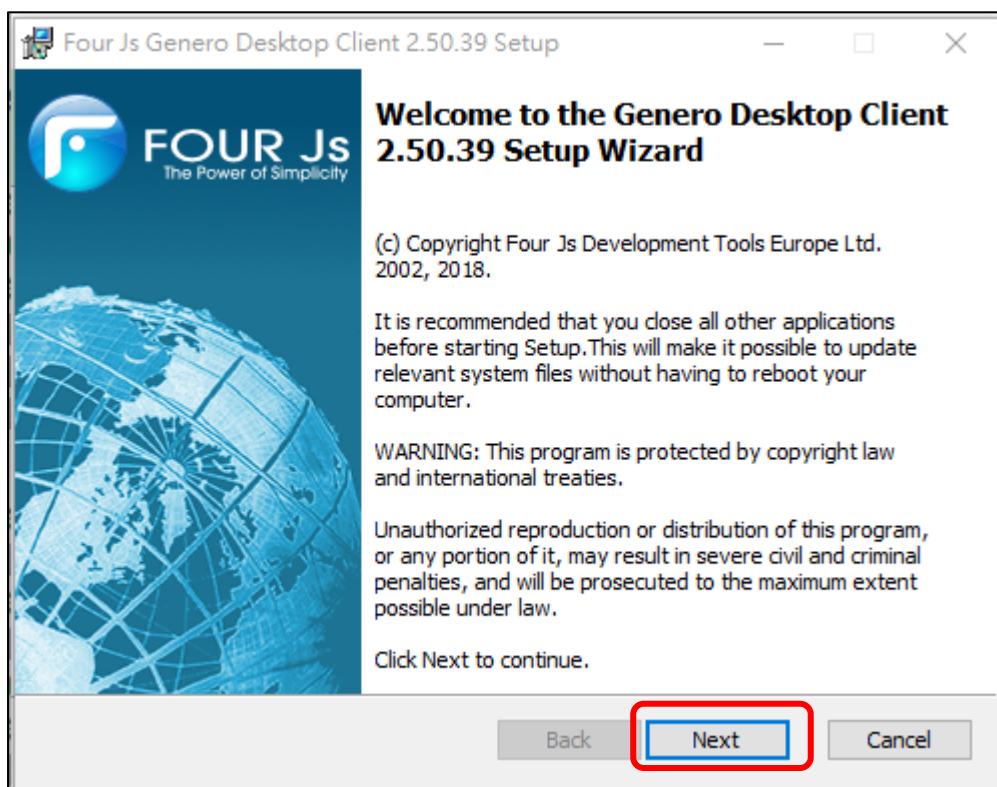 Four Js Genero Desktop Client 2.50.39 Setup
FOUR Js
The Power of Simplicity
Welcome to the Genero Desktop Client
2.50.39 Setup Wizard
(c) Copyright Four Js Development Tools Europe Ltd.
2002, 2018.
It is recommended that you close all other applications
before starting Setup.This will make it possible to update
relevant system files without having to reboot your
computer.
WARNING: This program is protected by copyright law
and international treaties.
Unauthorized reproduction or distribution of this program,
or any portion of it, may result in severe civil and criminal
penalties, and will be prosecuted to the maximum extent
possible under law.
Click Next to continue.
Back Next Cancel